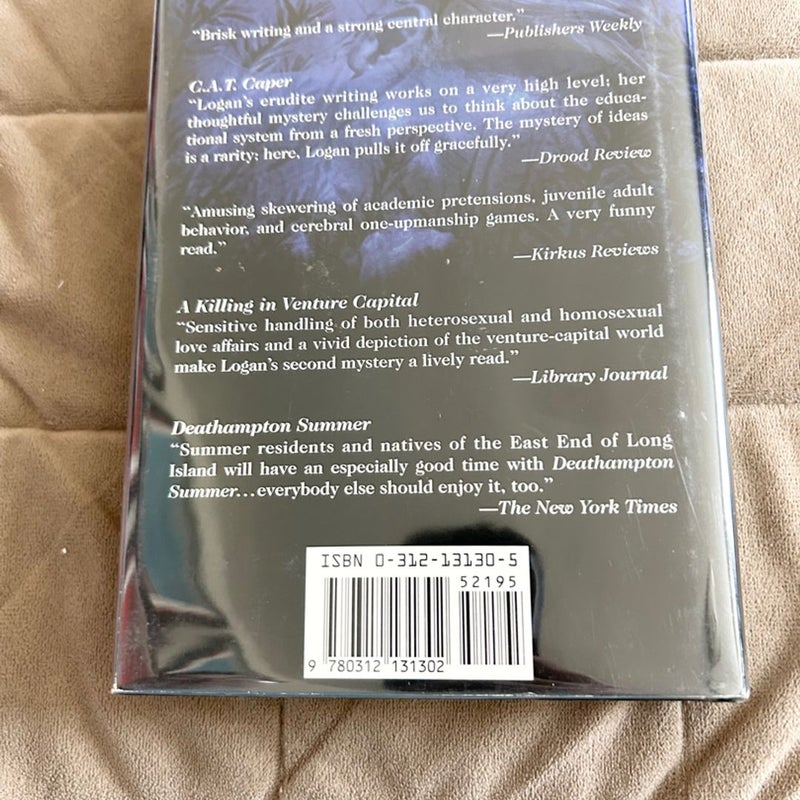 “Brisk writing and a strong central character.”
—Publishers Weekly
C.A.T. Caper
“Logan’s erudite writing works on a very high level; her
thoughtful mystery challenges us to think about the educa-
tional system from a fresh perspective. The mystery of ideas
is a rarity; here, Logan pulls it off gracefully.”
—Drood Review
“Amusing skewering of academic pretensions, juvenile adult
behavior, and cerebral one-upmanship games. A very funny
read.”
—Kirkus Reviews
A Killing in Venture Capital
“Sensitive handling of both heterosexual and homosexual
love affairs and a vivid depiction of the venture-capital world
make Logan’s second mystery a lively read.”
—Library Journal
Deathampton Summer
“Summer residents and natives of the East End of Long
Island will have an especially good time with Deathampton
Summer...everybody else should enjoy it, too.”
—The New York Times
ISBN 0-312-13130-5
52195
9 780312 131302